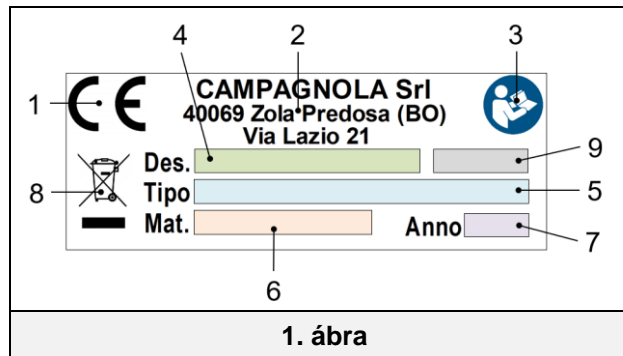 4 2 3
1 CE CAMPAGNOLA Srl
40069 Zola Predosa (BO)
Via Lazio 21
Des. 9
8 Tipo 5
Mat. Anno 7
6
1. ábra